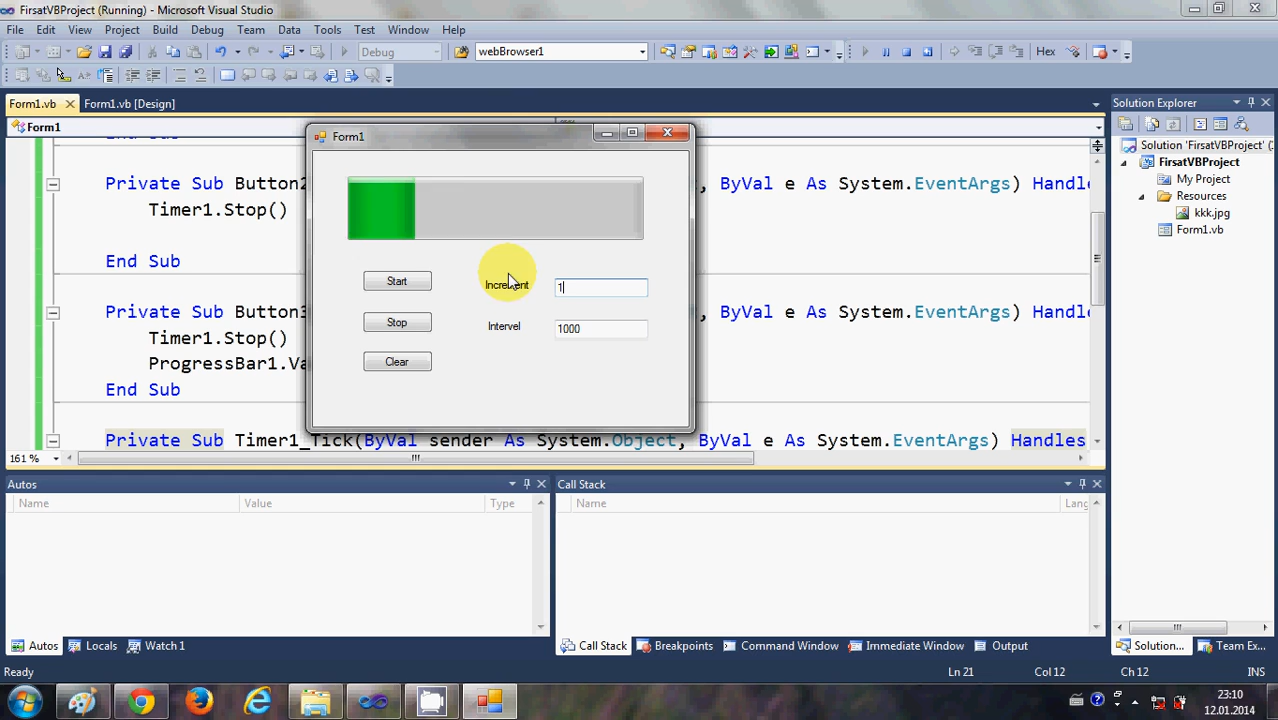 FirsatVBProject (Running) - Microsoft Visual Studio
File Edit View Project Build Debug Team Data Tools Test Window Help
Debug webBrowser1 Hex
Form1.vb Form1.vb [Design]
Form1
Private Sub Button2 , ByVal e As System.EventArgs) Handle
Timer1.Stop()
End Sub
Private Sub Button3 , ByVal e As System.EventArgs) Handle
Timer1.Stop()
ProgressBar1.Va
End Sub
Private Sub Timer1_Tick(ByVal sender As System.Object, ByVal e As System.EventArgs) Handles
161 %
Form1
Start
Stop
Clear
Increment 1
Intervel 1000
Solution Explorer
Solution 'FirsatVBProject' (
FirsatVBProject
My Project
Resources
kkk.jpg
Form1.vb
Autos
Name Value Type
Call Stack
Name Lang
Autos Locals Watch 1
Call Stack Breakpoints Command Window Immediate Window Output
Solution... Team Ex...
Ready Ln 21 Col 12 Ch 12 INS
23:10
12.01.2014